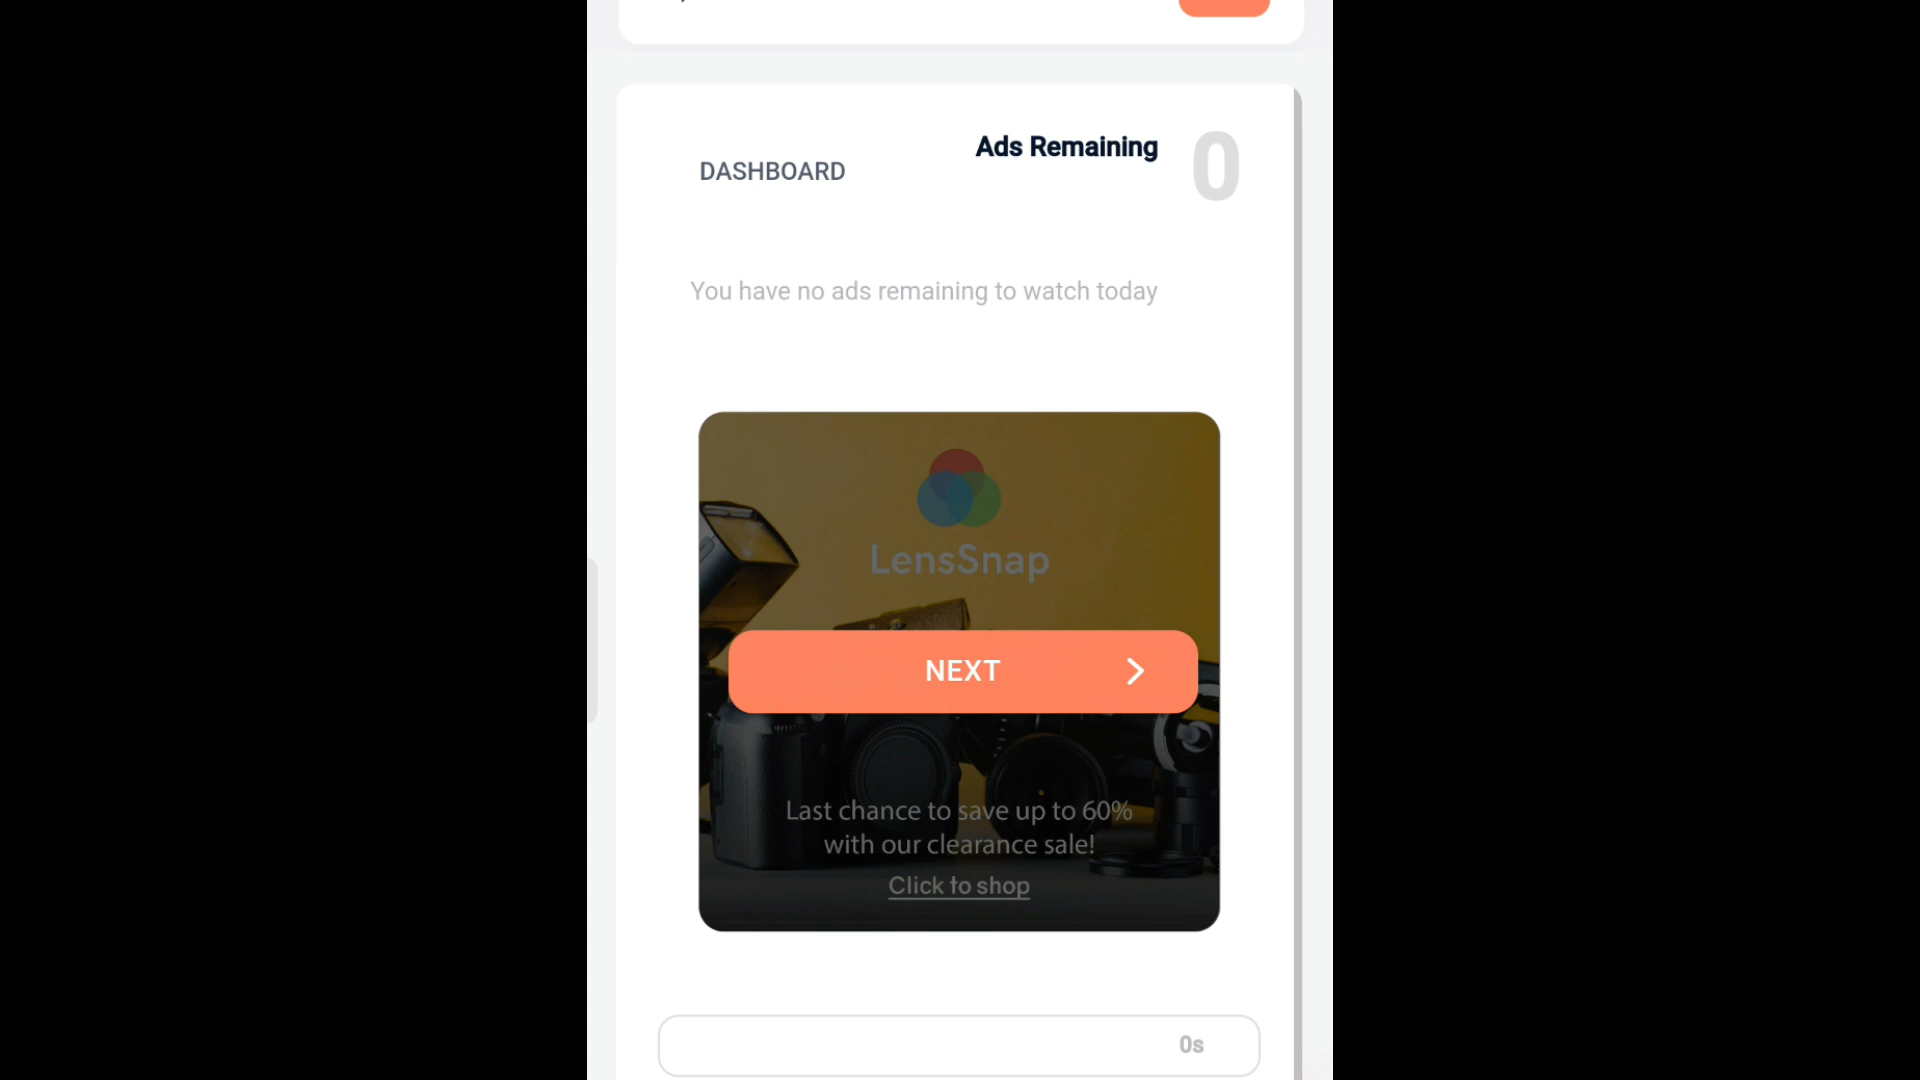 Ads Remaining
0
DASHBOARD
You have no ads remaining to watch today
LensSnap
NEXT
Last chance to save up to 60%
with our clearance sale!
Click to shop
0s